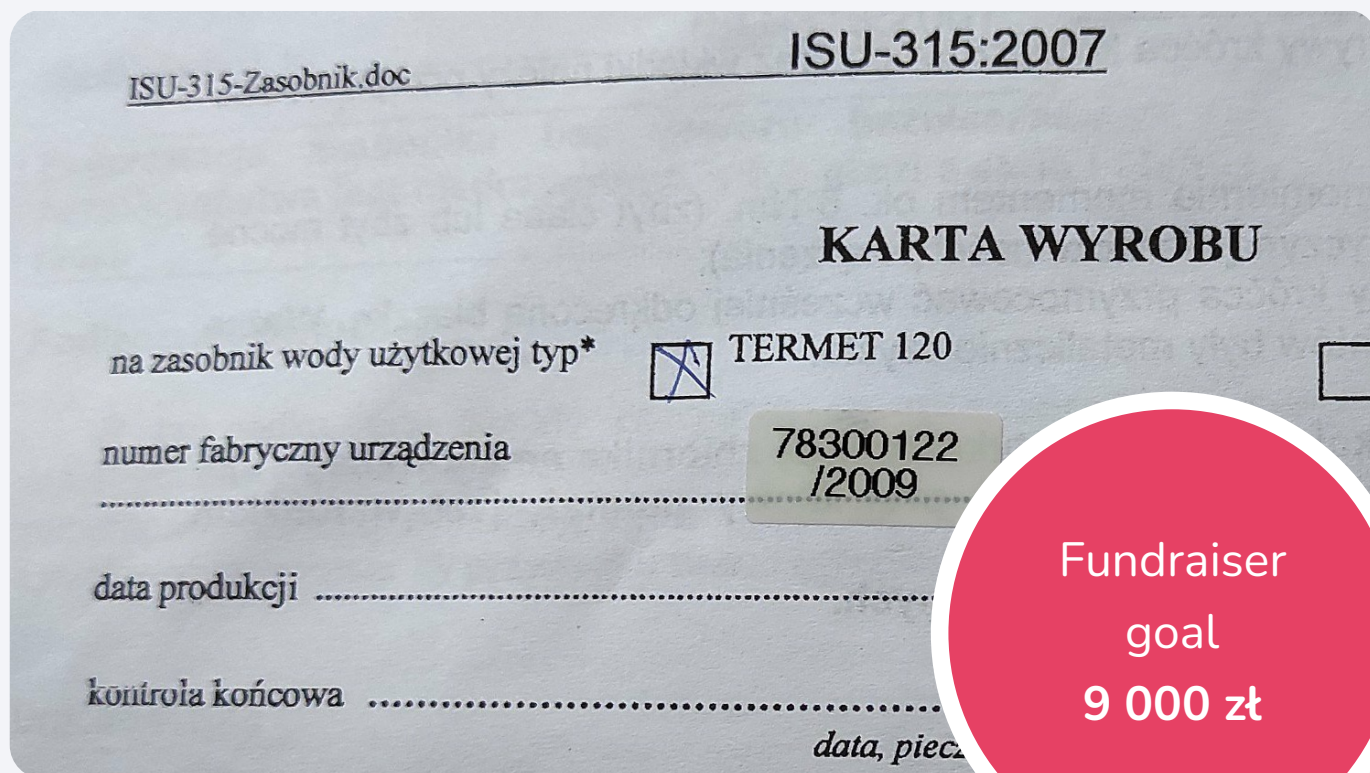 ISU-315-Zasobnik.doc
ISU-315:2007
KARTA WYROBU
na zasobnik wody użytkowej typ*
TERMET 120
numer fabryczny urządzenia
78300122
/2009
data produkcji
kontrola końcowa
data,
Fundraiser
goal
9 000 zł